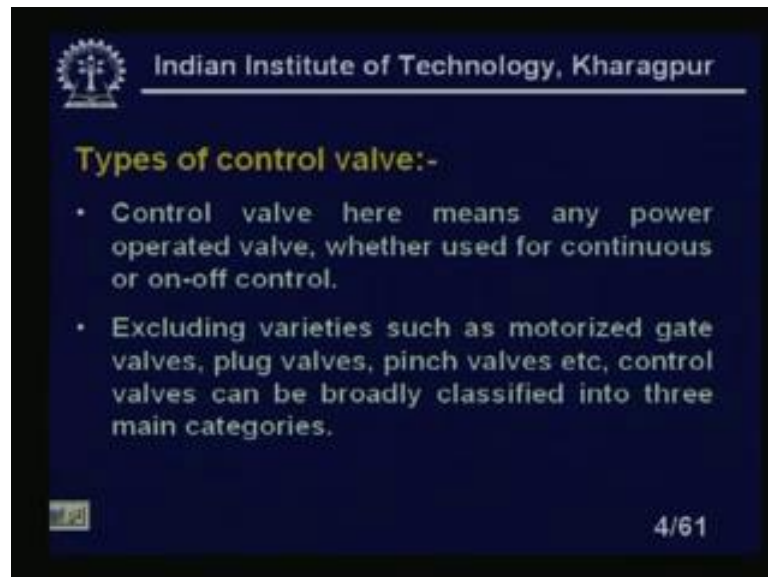 Indian Institute of Technology, Kharagpur
Types of control valve:-
• Control valve here means any power
operated valve, whether used for continuous
or on-off control.
• Excluding varieties such as motorized gate
valves, plug valves, pinch valves etc, control
valves can be broadly classified into three
main categories.
4/61